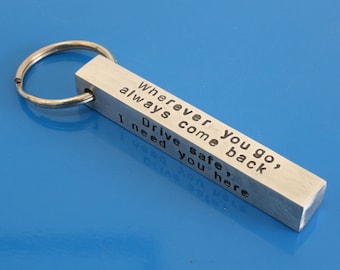 Wherever you go,
always come back
Drive safe,
I need you here